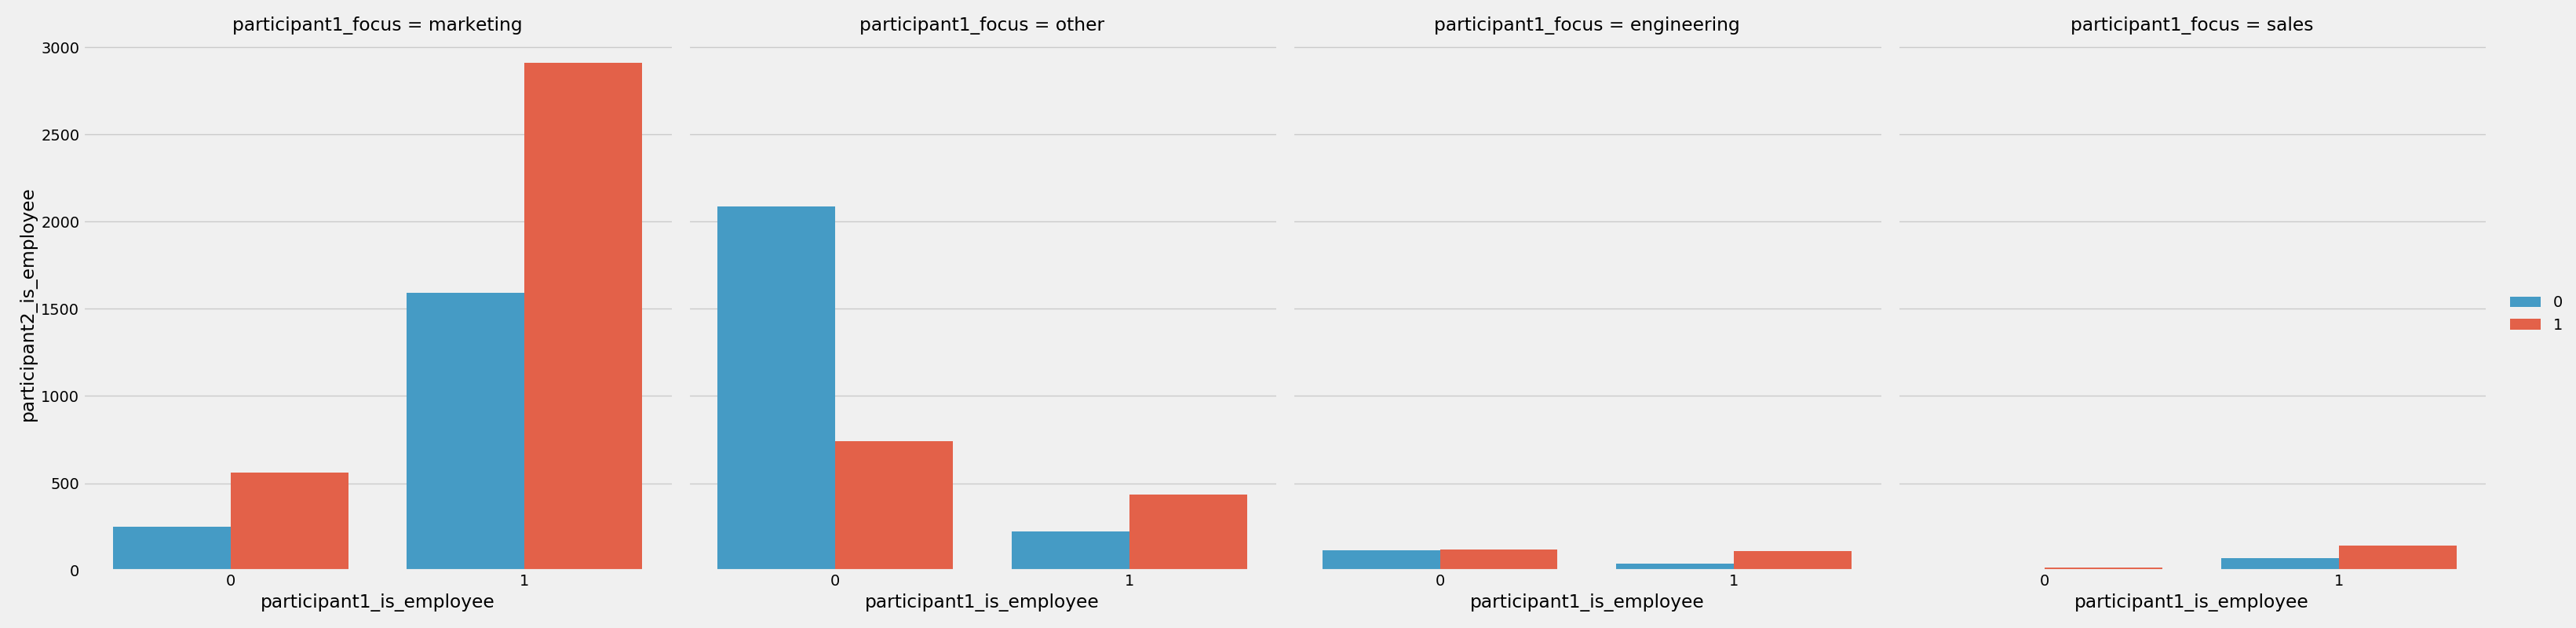 participant1_focus = marketing
participant1_focus = other
participant1_focus = engineering
participant1_focus = sales
participant2_is_employee
3000
2500
2000
1500
1000
500
0
0
1
0
1
0
1
0
1
participant1_is_employee
participant1_is_employee
participant1_is_employee
participant1_is_employee
0
1